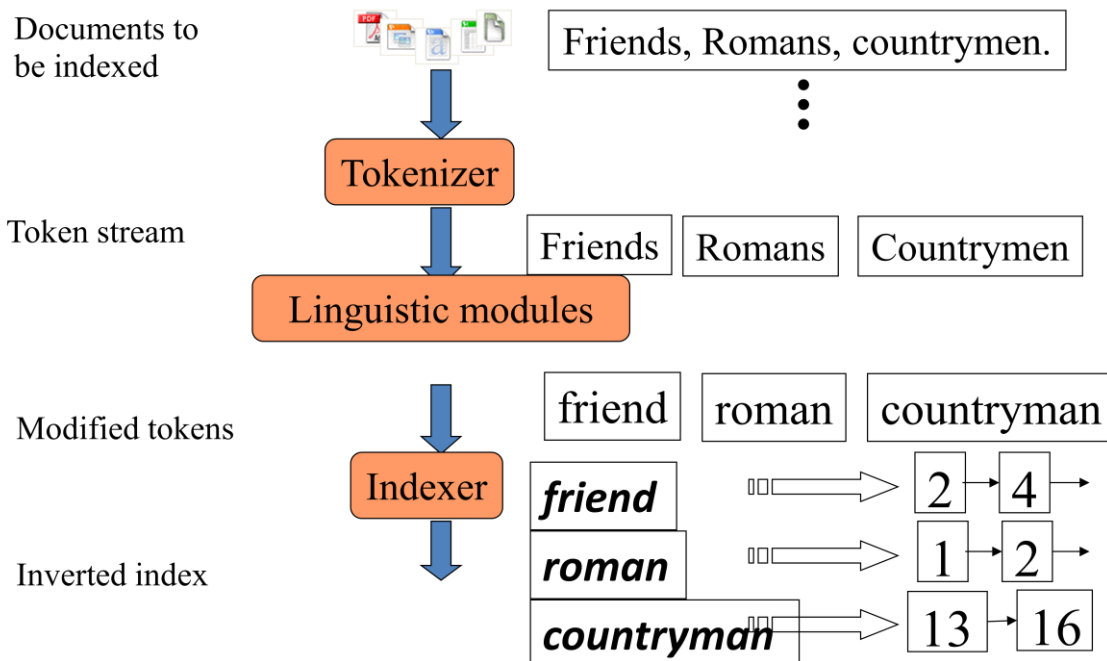 Documents to
be indexed
PDF
a
Friends, Romans, countrymen.
Tokenizer
Token stream
Friends
Romans
Countrymen
Linguistic modules
friend
roman
countryman
Modified tokens
Indexer
friend
2
4
roman
1
2
Inverted index
countryman
13
16